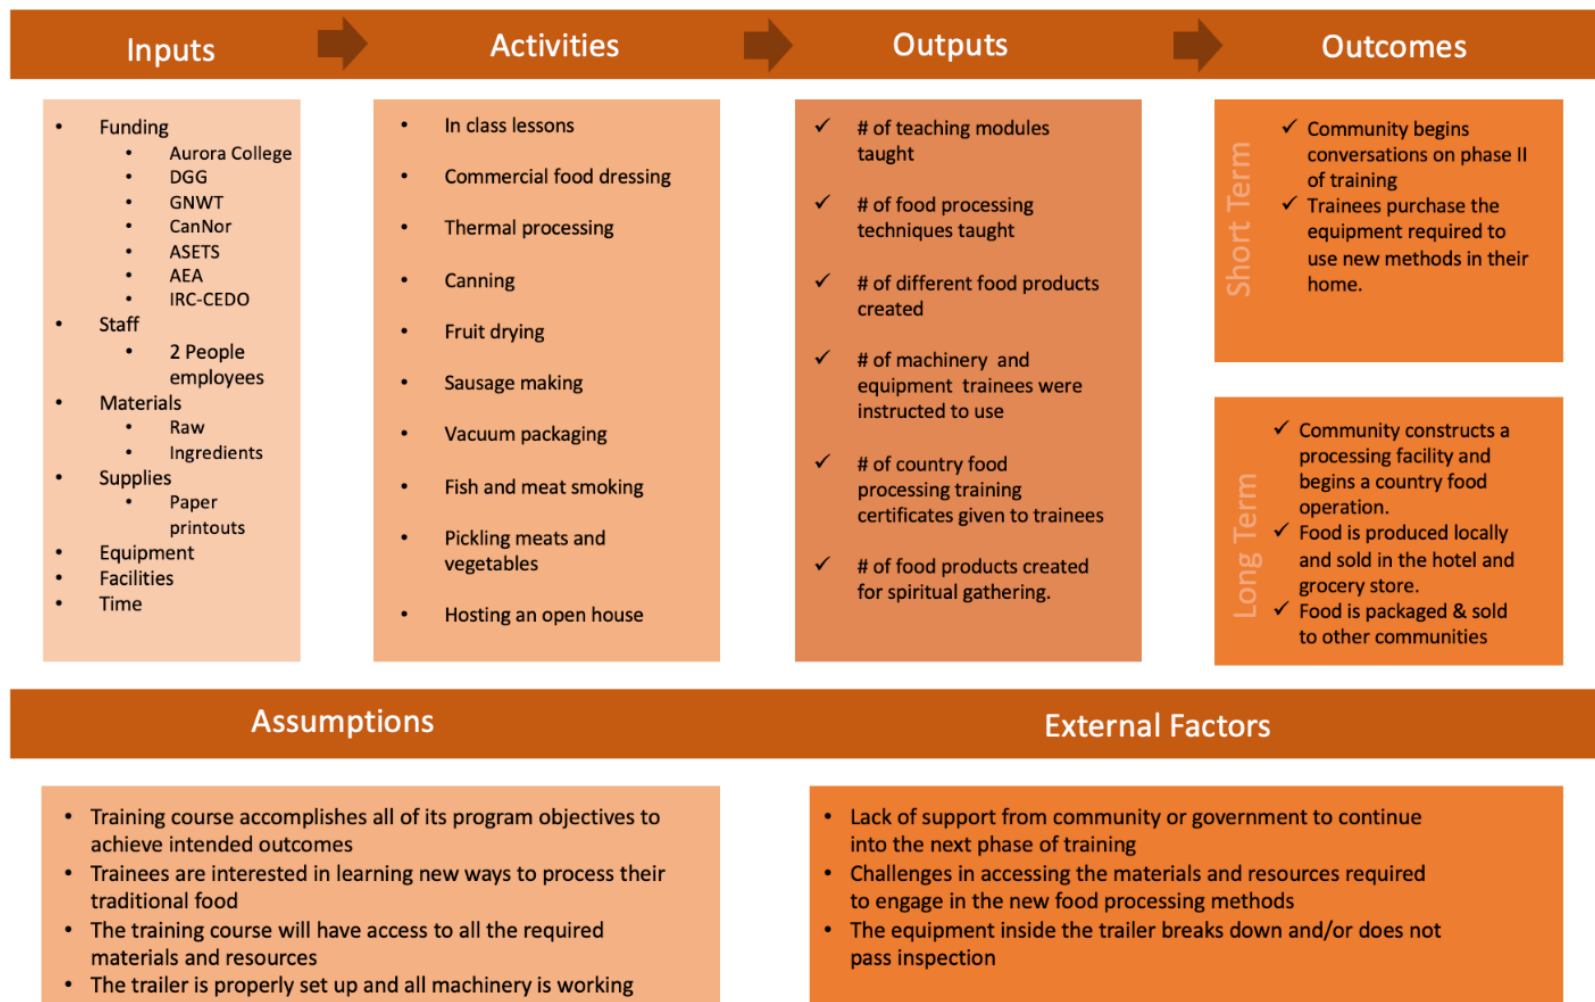 Inputs
Activities
Outputs
Outcomes
• Funding
• Aurora College
• DGG
• GNWT
• CanNor
• ASETS
• AEA
• IRC-CEDO
• Staff
• 2 People
employees
• Materials
• Raw
• Ingredients
• Supplies
• Paper
printouts
• Equipment
• Facilities
• Time
• In class lessons
• Commercial food dressing
• Thermal processing
• Canning
• Fruit drying
• Sausage making
• Vacuum packaging
• Fish and meat smoking
• Pickling meats and
vegetables
• Hosting an open house
✓ # of teaching modules
taught
✓ # of food processing
techniques taught
✓ # of different food products
created
✓ # of machinery and
equipment trainees were
instructed to use
✓ # of country food
processing training
certificates given to trainees
✓ # of food products created
for spiritual gathering.
Short Term
✓ Community begins
conversations on phase II
of training
✓ Trainees purchase the
equipment required to
use new methods in their
home.
Long Term
✓ Community constructs a
processing facility and
begins a country food
operation.
✓ Food is produced locally
and sold in the hotel and
grocery store.
✓ Food is packaged & sold
to other communities
Assumptions
External Factors
• Training course accomplishes all of its program objectives to
achieve intended outcomes
• Trainees are interested in learning new ways to process their
traditional food
• The training course will have access to all the required
materials and resources
• The trailer is properly set up and all machinery is working
• Lack of support from community or government to continue
into the next phase of training
• Challenges in accessing the materials and resources required
to engage in the new food processing methods
• The equipment inside the trailer breaks down and/or does not
pass inspection